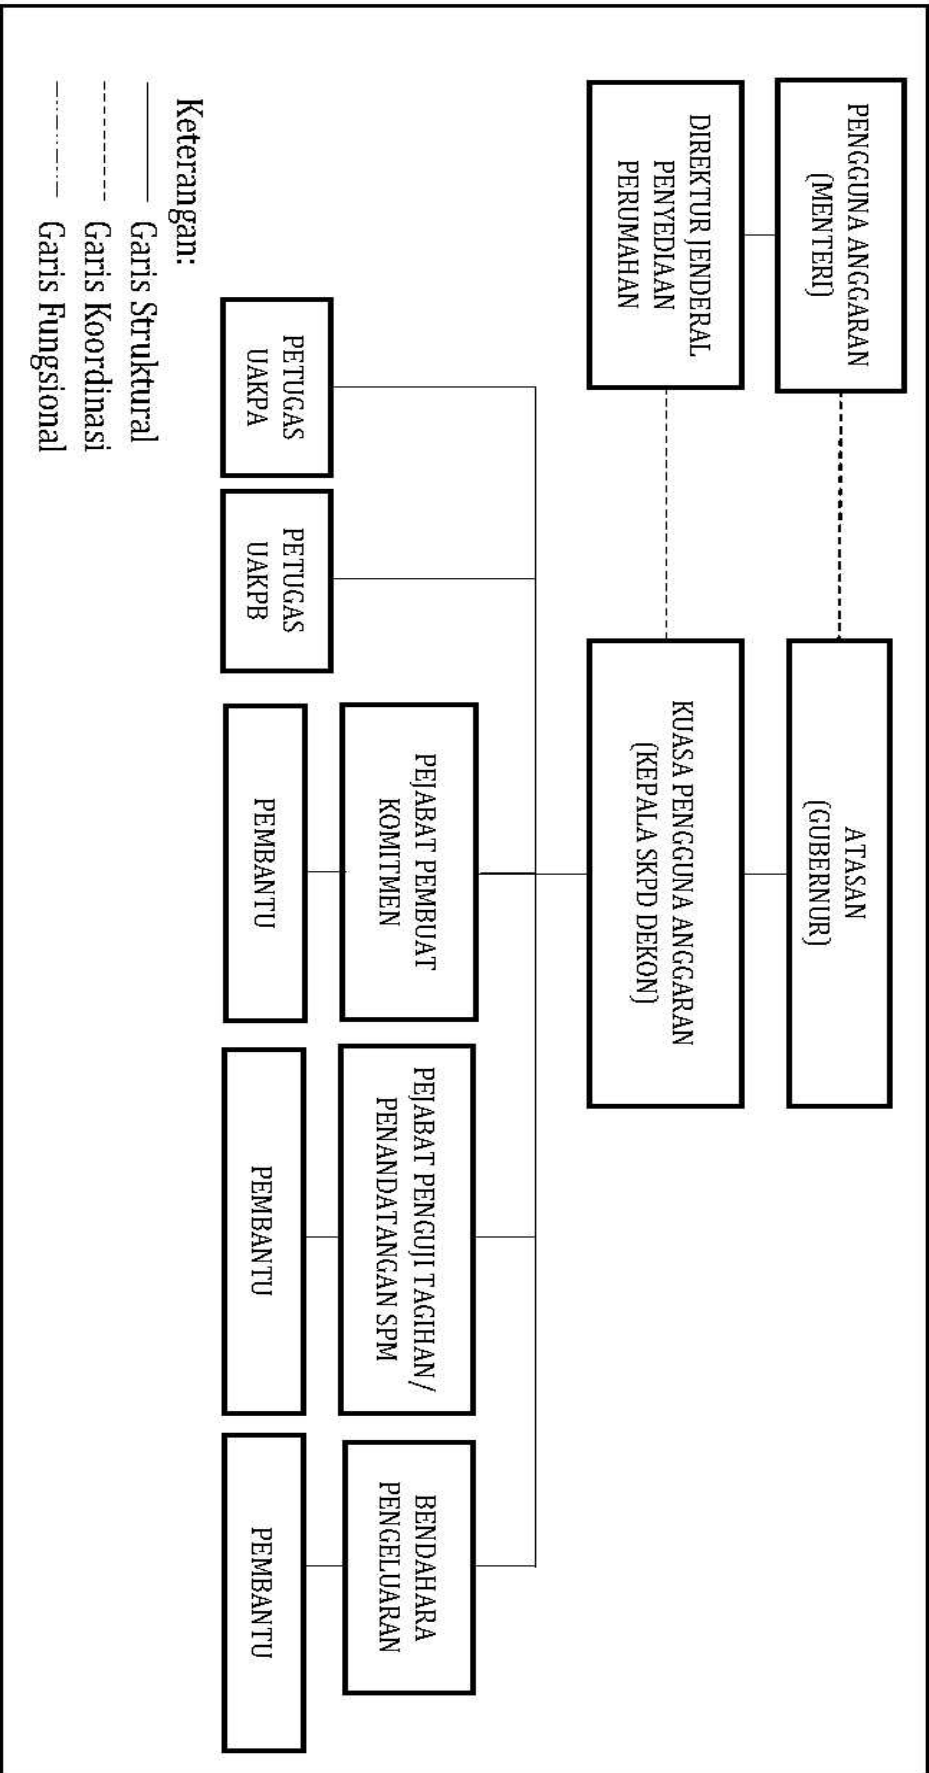 PENGGUNA ANGGARAN
(MENTERI)
ATASAN
(GUBERNUR)
DIREKTUR JENDERAL
PENYEDIAAN
PERUMAHAN
KUASA PENGGUNA ANGGARAN
(KEPALA SKPD DEKON)
PETUGAS
UAKPA
PETUGAS
UAKPB
PEJABAT PEMBUAT
KOMITMEN
PEJABAT PENGUJI TAGIHAN/
PENANDATANGAN SPM
BENDAHARA
PENGELUARAN
PEMBANTU
PEMBANTU
PEMBANTU
Keterangan:
Garis Struktural
Garis Koordinasi
Garis Fungsional